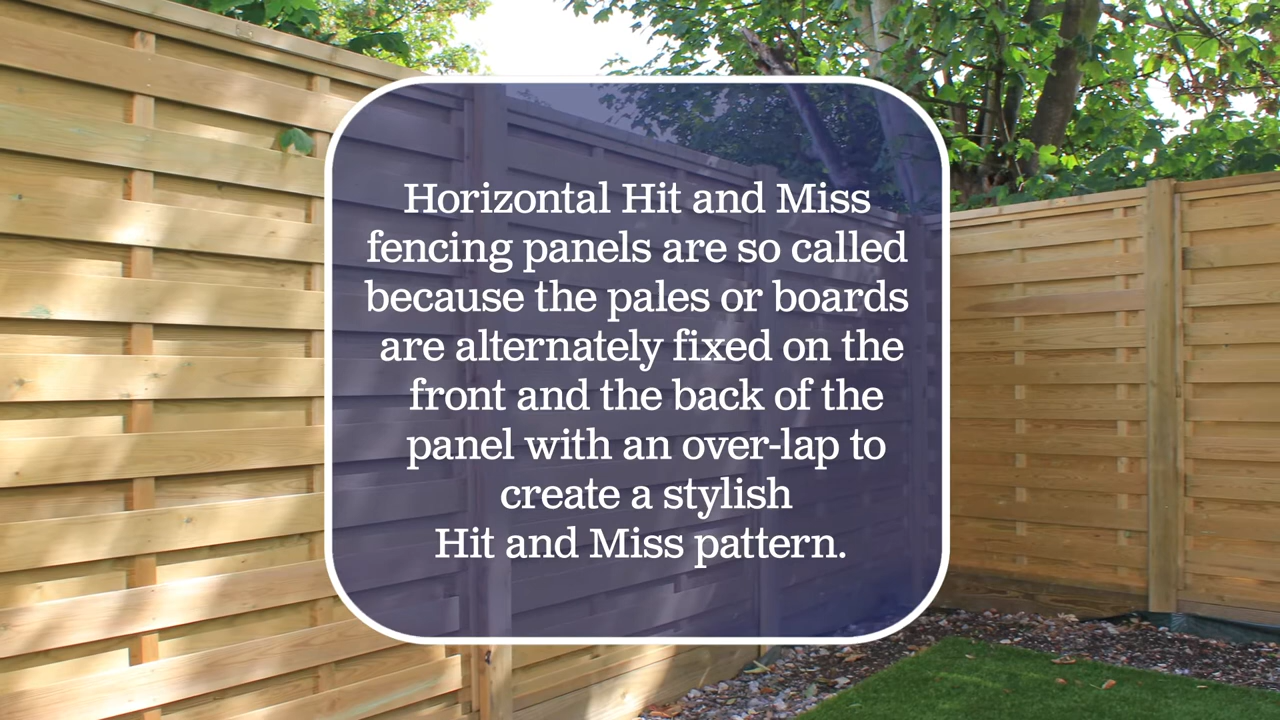 Horizontal Hit and Miss
fencing panels are so called
because the pales or boards
are alternately fixed on the
front and the back of the
panel with an over-lap to
create a stylish
Hit and Miss pattern.